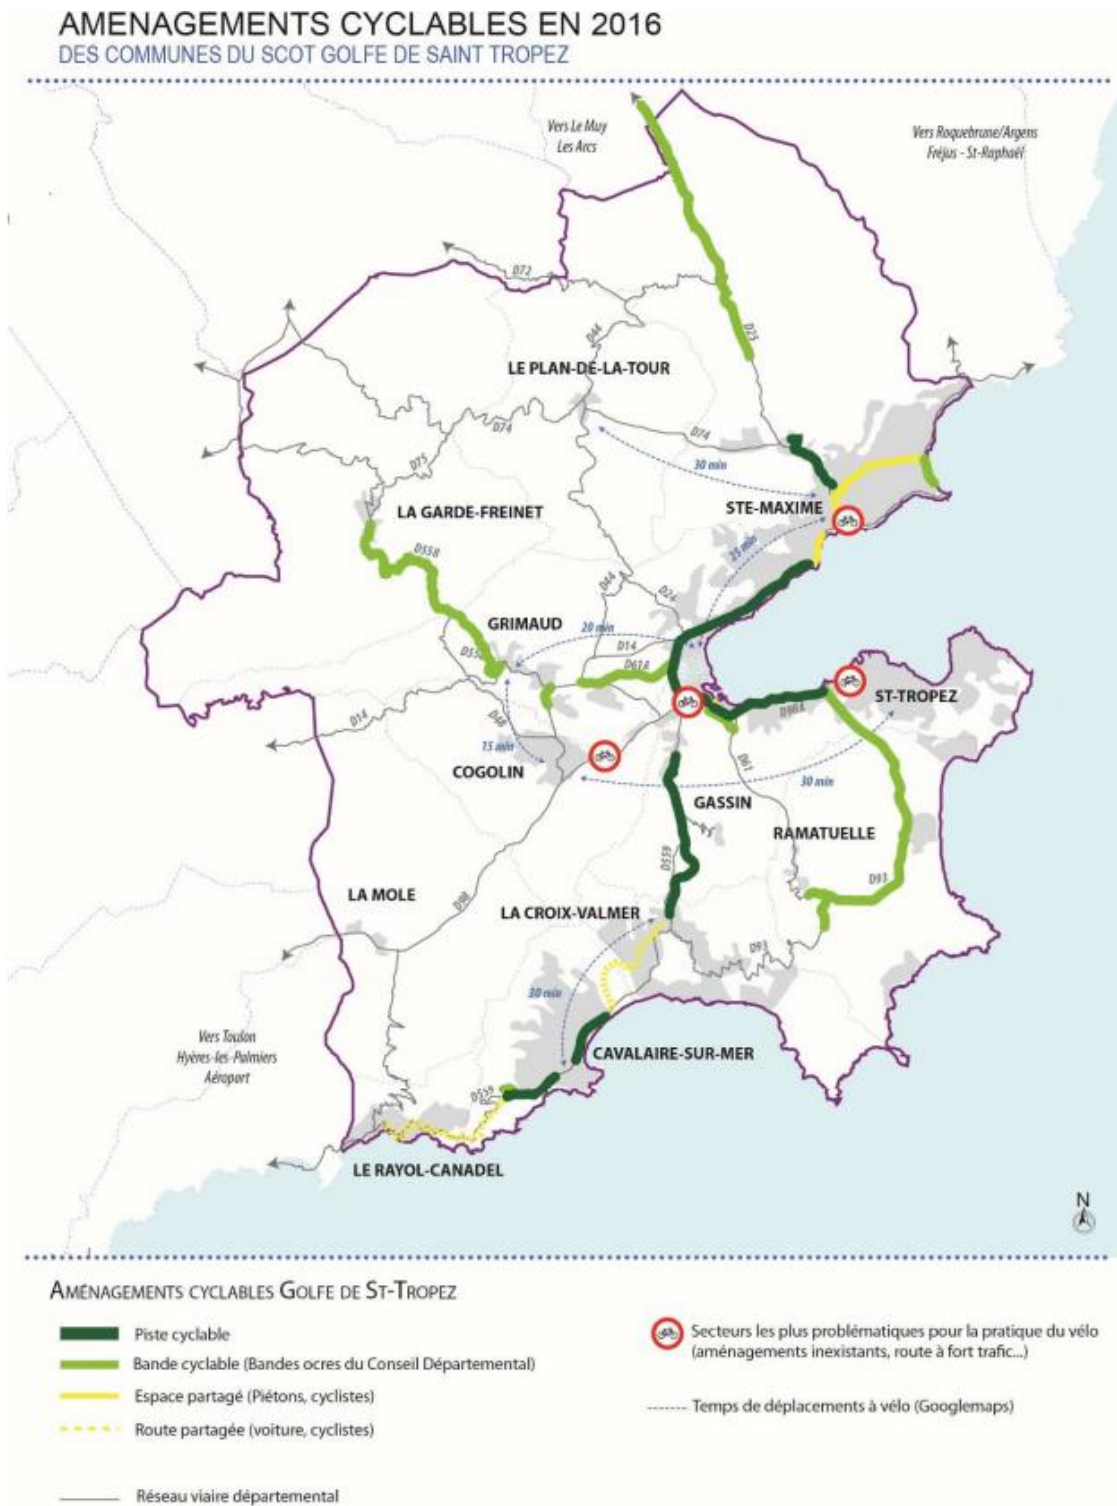 AMENAGEMENTS CYCLABLES EN 2016
DES COMMUNES DU SCOT GOLFE DE SAINT TROPEZ
Vers Le Muy
Les Arcs
Vers Roquebrune/Argens
Fréjus - St-Raphaël
D72
D44
D25
LE PLAN-DE-LA-TOUR
D74
D74
D75
30 min
LA GARDE-FREINET
STE-MAXIME
D558
25 min
D44
D24
GRIMAUD
20 min
D14
D55
D61A
ST-TROPEZ
D98A
D14
D48
15 min
COGOLIN
D61
30 min
GASSIN
RAMATUELLE
D559
D93
LA MOLE
D98
LA CROIX-VALMER
D93
30 min
Vers Toulon
Hyères-les-Palmiers
Aéroport
CAVALAIRE-SUR-MER
D559
LE RAYOL-CANADEL
N
AMÉNAGEMENTS CYCLABLES GOLFE DE ST-TROPEZ
Piste cyclable
Bande cyclable (Bandes ocres du Conseil Départemental)
Espace partagé (Piétons, cyclistes)
Route partagée (voiture, cyclistes)
Réseau viaire départemental
Secteurs les plus problématiques pour la pratique du vélo
(aménagements inexistants, route à fort trafic...)
Temps de déplacements à vélo (Googlemaps)